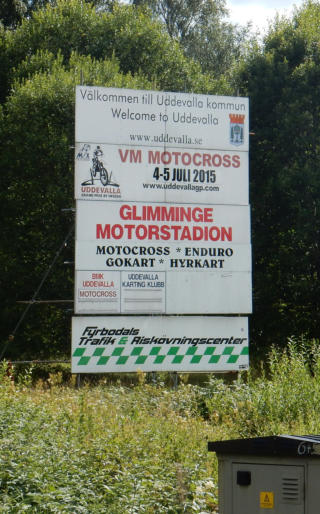 Välkommen till Uddevalla kommun
Welcome to Uddevalla
www.uddevalla.se
VM MOTOCROSS
4-5 JULI 2015
www.uddevallagp.com
UDDEVALLA
GLIMMINGE
MOTORSTADION
MOTOCROSS * ENDURO
GOKART * HYRKART
BMK
UDDEVALLA
MOTOCROSS
UDDEVALLA
KARTING KLUBB
Fyrbodals
Trafik & Riskövningscenter